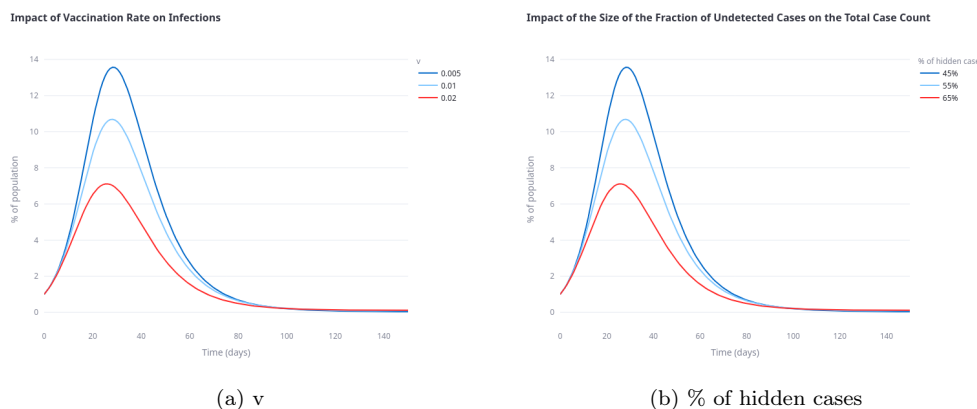 Impact of Vaccination Rate on Infections
% of population
14
12
10
8
6
4
2
0
0 20 40 60 80 100 120 140
Time (days)
v
0.005
0.01
0.02
(a) v
Impact of the Size of the Fraction of Undetected Cases on the Total Case Count
% of population
14
12
10
8
6
4
2
0
0 20 40 60 80 100 120 140
Time (days)
% of hidden case
45%
55%
65%
(b) % of hidden cases